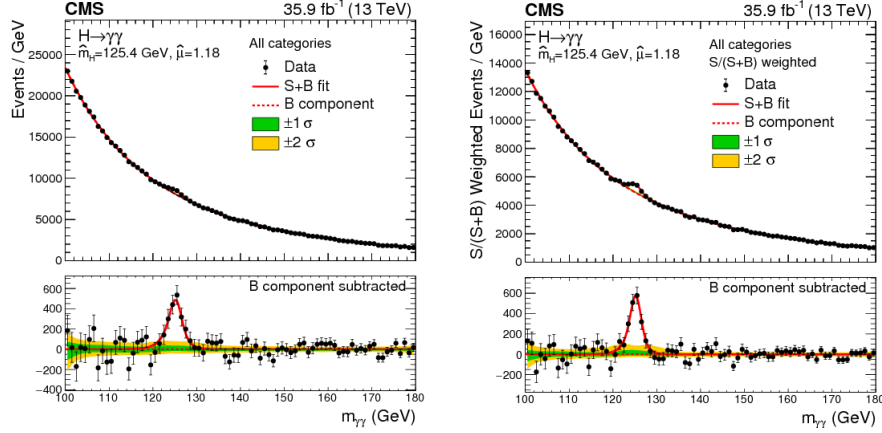 CMS 35.9 fb⁻¹ (13 TeV)
H→γγ
m̂_H=125.4 GeV, μ̂=1.18
All categories
Data
S+B fit
B component
±1 σ
±2 σ
Events / GeV
25000
20000
15000
10000
5000
0
B component subtracted
600
400
200
0
−200
−400
100 110 120 130 140 150 160 170 180
m_γγ (GeV)
CMS 35.9 fb⁻¹ (13 TeV)
H→γγ
m̂_H=125.4 GeV, μ̂=1.18
All categories
S/(S+B) weighted
Data
S+B fit
B component
±1 σ
±2 σ
S/(S+B) Weighted Events / GeV
16000
14000
12000
10000
8000
6000
4000
2000
0
B component subtracted
600
400
200
0
−200
100 110 120 130 140 150 160 170 180
m_γγ (GeV)